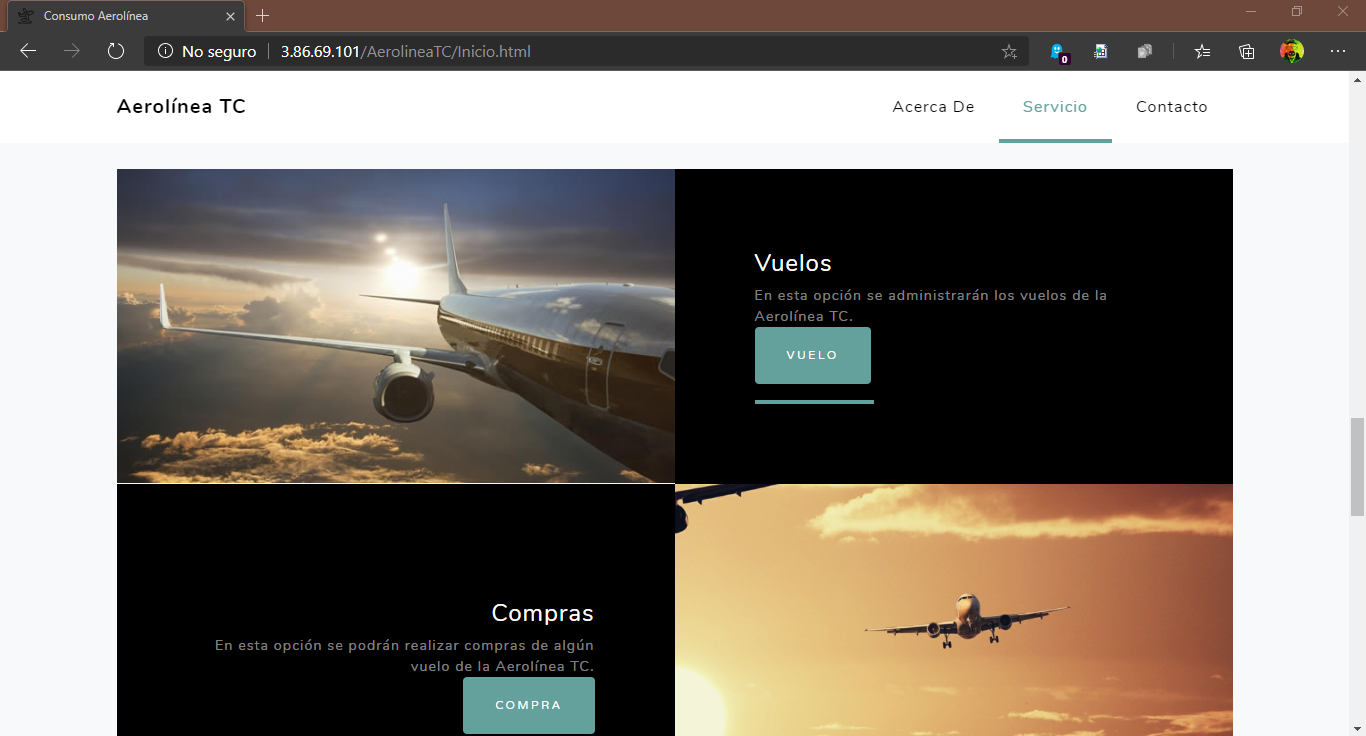 Consumo Aerolínea
No seguro
3.86.69.101/AerolineaTC/Inicio.html
0
Aerolínea TC
Acerca De
Servicio
Contacto
Vuelos
En esta opción se administrarán los vuelos de la
Aerolínea TC.
VUELO
Compras
En esta opción se podrán realizar compras de algún
vuelo de la Aerolínea TC.
COMPRA